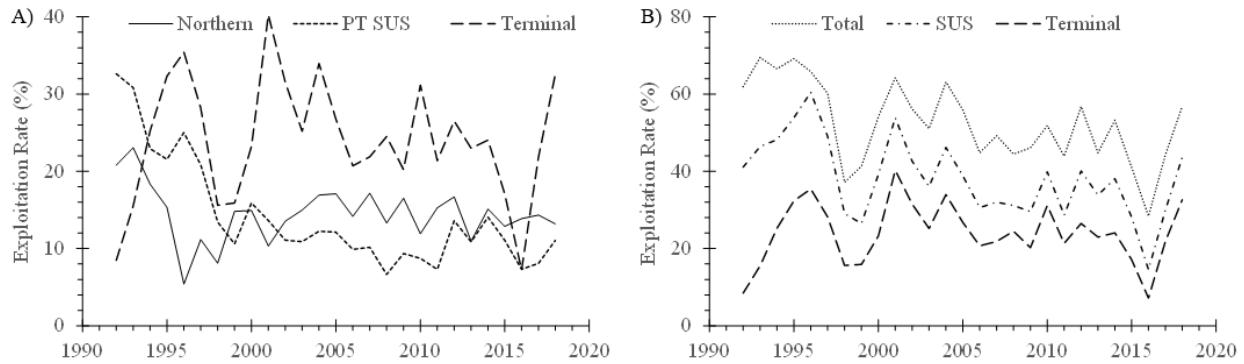 A)
Northern PT SUS Terminal
Exploitation Rate (%)
40
30
20
10
0
1990 1995 2000 2005 2010 2015 2020
B)
Total SUS Terminal
Exploitation Rate (%)
80
60
40
20
0
1990 1995 2000 2005 2010 2015 2020